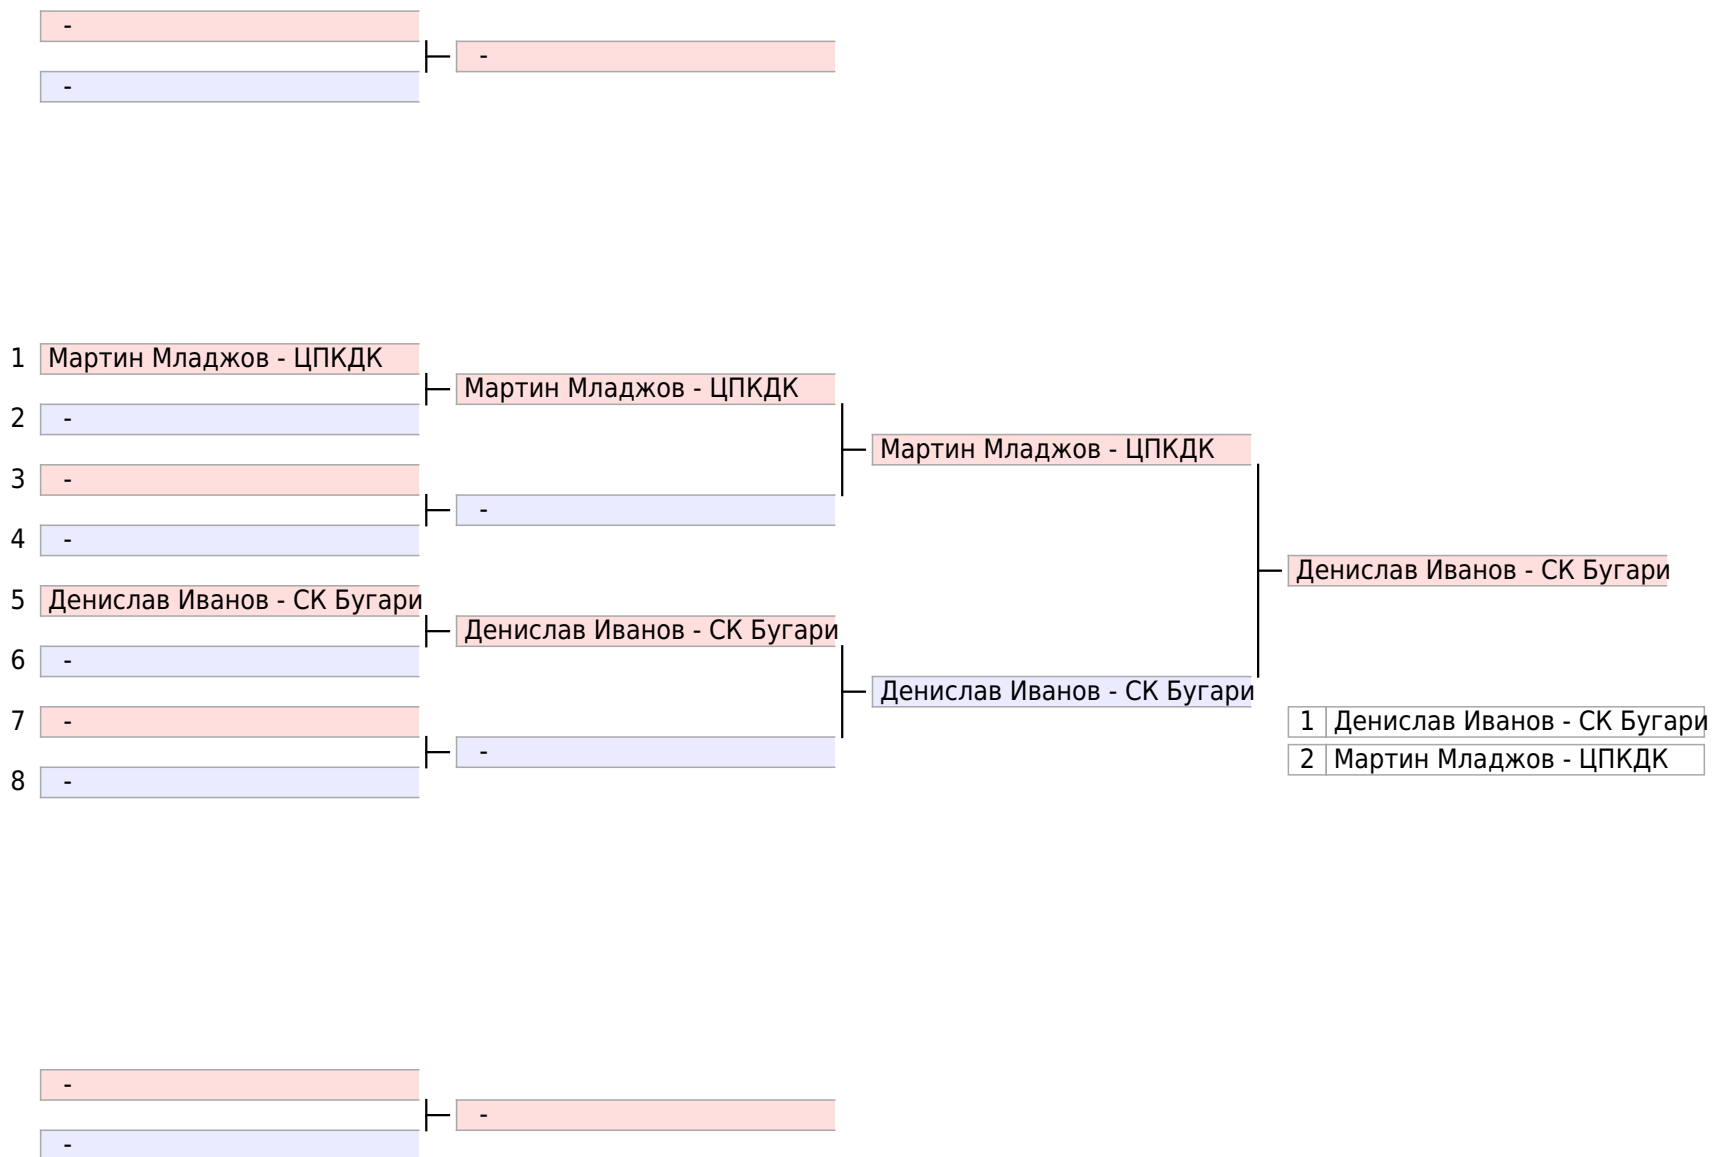 -
-
-
1 Мартин Младжов - ЦПКДК
Мартин Младжов - ЦПКДК
2 -
Мартин Младжов - ЦПКДК
3 -
-
4 -
Денислав Иванов - СК Бугари
5 Денислав Иванов - СК Бугари
Денислав Иванов - СК Бугари
6 -
Денислав Иванов - СК Бугари
7 -
1 Денислав Иванов - СК Бугари
-
2 Мартин Младжов - ЦПКДК
8 -
-
-
-